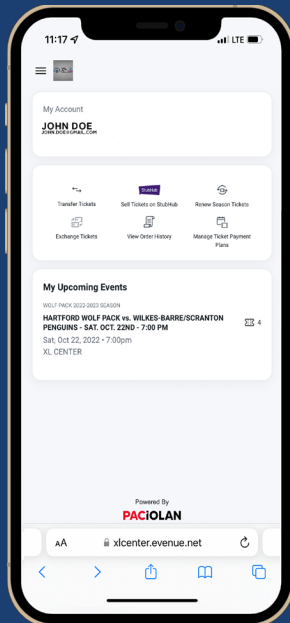 11:17
LTE
My Account
JOHN DOE
JOHN.DOE@GMAIL.COM
Transfer Tickets
StubHub
Sell Tickets on StubHub
Renew Season Tickets
Exchange Tickets
View Order History
Manage Ticket Payment
Plans
My Upcoming Events
WOLF PACK 2022-2023 SEASON
HARTFORD WOLF PACK vs. WILKES-BARRE/SCRANTON
PENGUINS - SAT. OCT. 22ND - 7:00 PM
4
Sat, Oct 22, 2022 • 7:00pm
XL CENTER
Powered By
PACiOLAN
AA
xlcenter.evenue.net